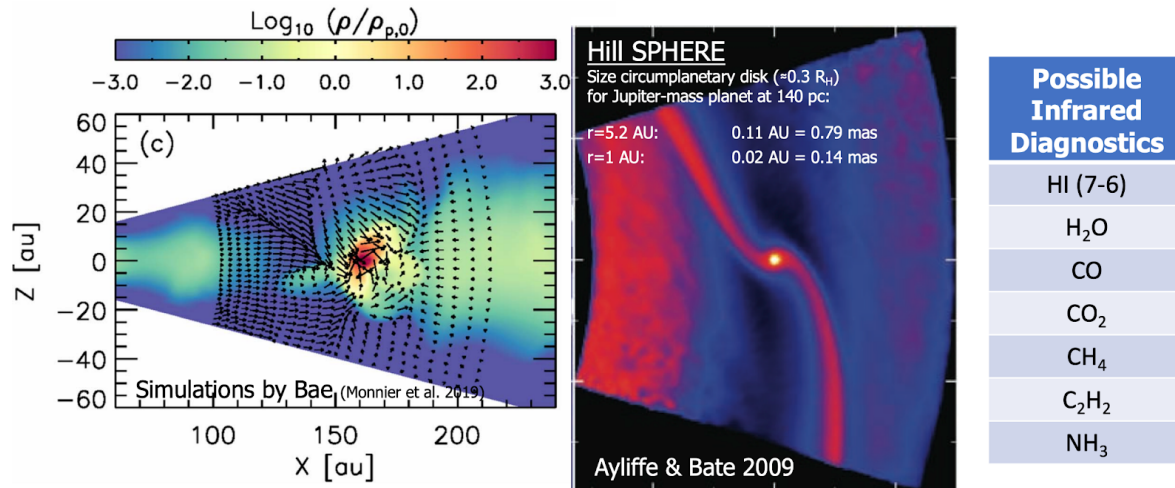 Log₁₀ (ρ/ρₚ,₀)
-3.0 -2.0 -1.0 0.0 1.0 2.0 3.0
60
40
20
0
−20
−40
−60
Z [au]
(c)
Simulations by Bae (Monnier et al. 2019)
100 150 200
X [au]
Hill SPHERE
Size circumplanetary disk (≈0.3 R_H)
for Jupiter-mass planet at 140 pc:
r=5.2 AU: 0.11 AU = 0.79 mas
r=1 AU: 0.02 AU = 0.14 mas
Ayliffe & Bate 2009
Possible
Infrared
Diagnostics
HI (7-6)
H₂O
CO
CO₂
CH₄
C₂H₂
NH₃